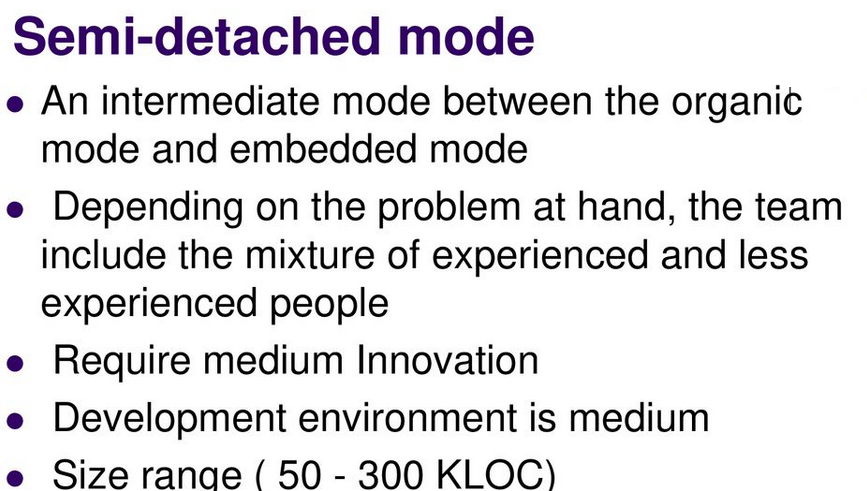 Semi-detached mode
• An intermediate mode between the organic
mode and embedded mode
• Depending on the problem at hand, the team
include the mixture of experienced and less
experienced people
• Require medium Innovation
• Development environment is medium
• Size range ( 50 - 300 KLOC)